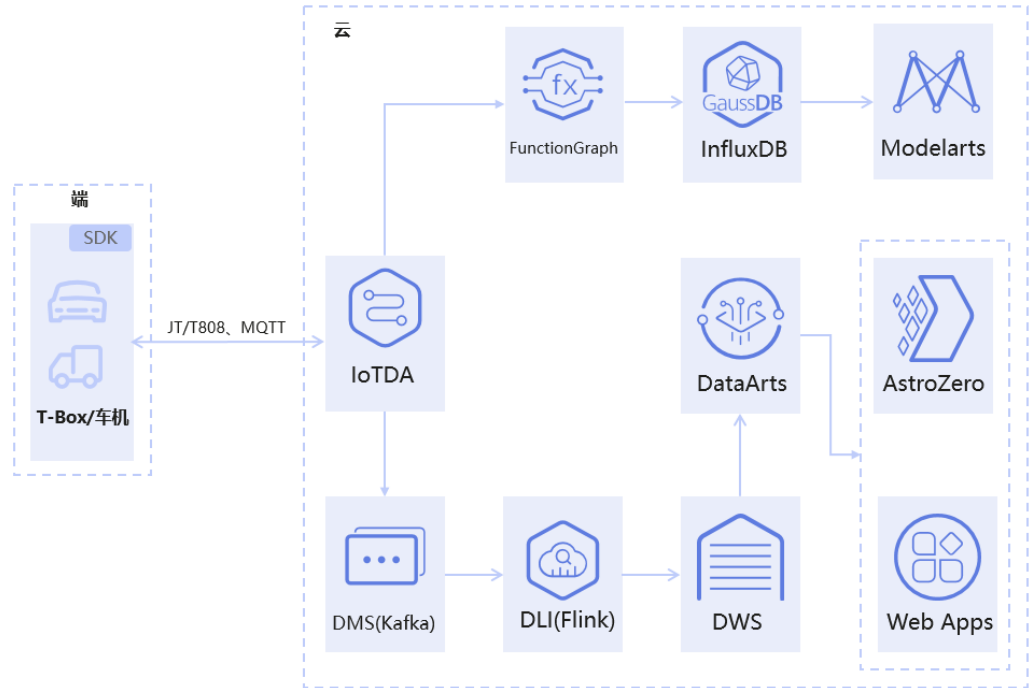 云
FunctionGraph
GaussDB
InfluxDB
Modelarts
端
SDK
T-Box/车机
JT/T808、MQTT
IoTDA
DataArts
AstroZero
DMS(Kafka)
DLI(Flink)
DWS
Web Apps
fx